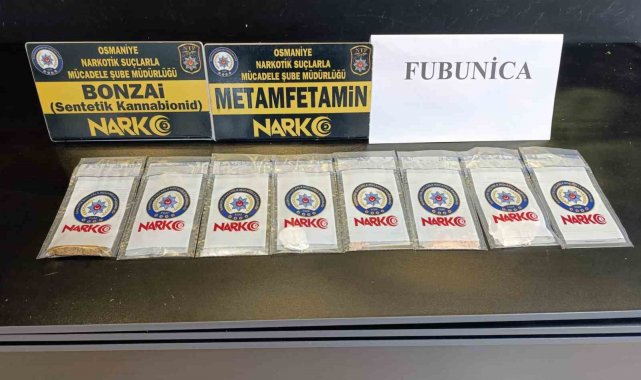 OSMANİYE
NARKOTİK SUÇLARLA
MÜCADELE ŞUBE MÜDÜRLÜĞÜ
BONZAİ
(Sentetik Kannabionid)
NARKO
OSMANİYE
NARKOTİK SUÇLARLA
MÜCADELE ŞUBE MÜDÜRLÜĞÜ
METAMFETAMİN
NARKO
FUBUNİCA
NARKO
NARKO
NARKO
NARKO
NARKO
NARKO
NARKO
NARKO